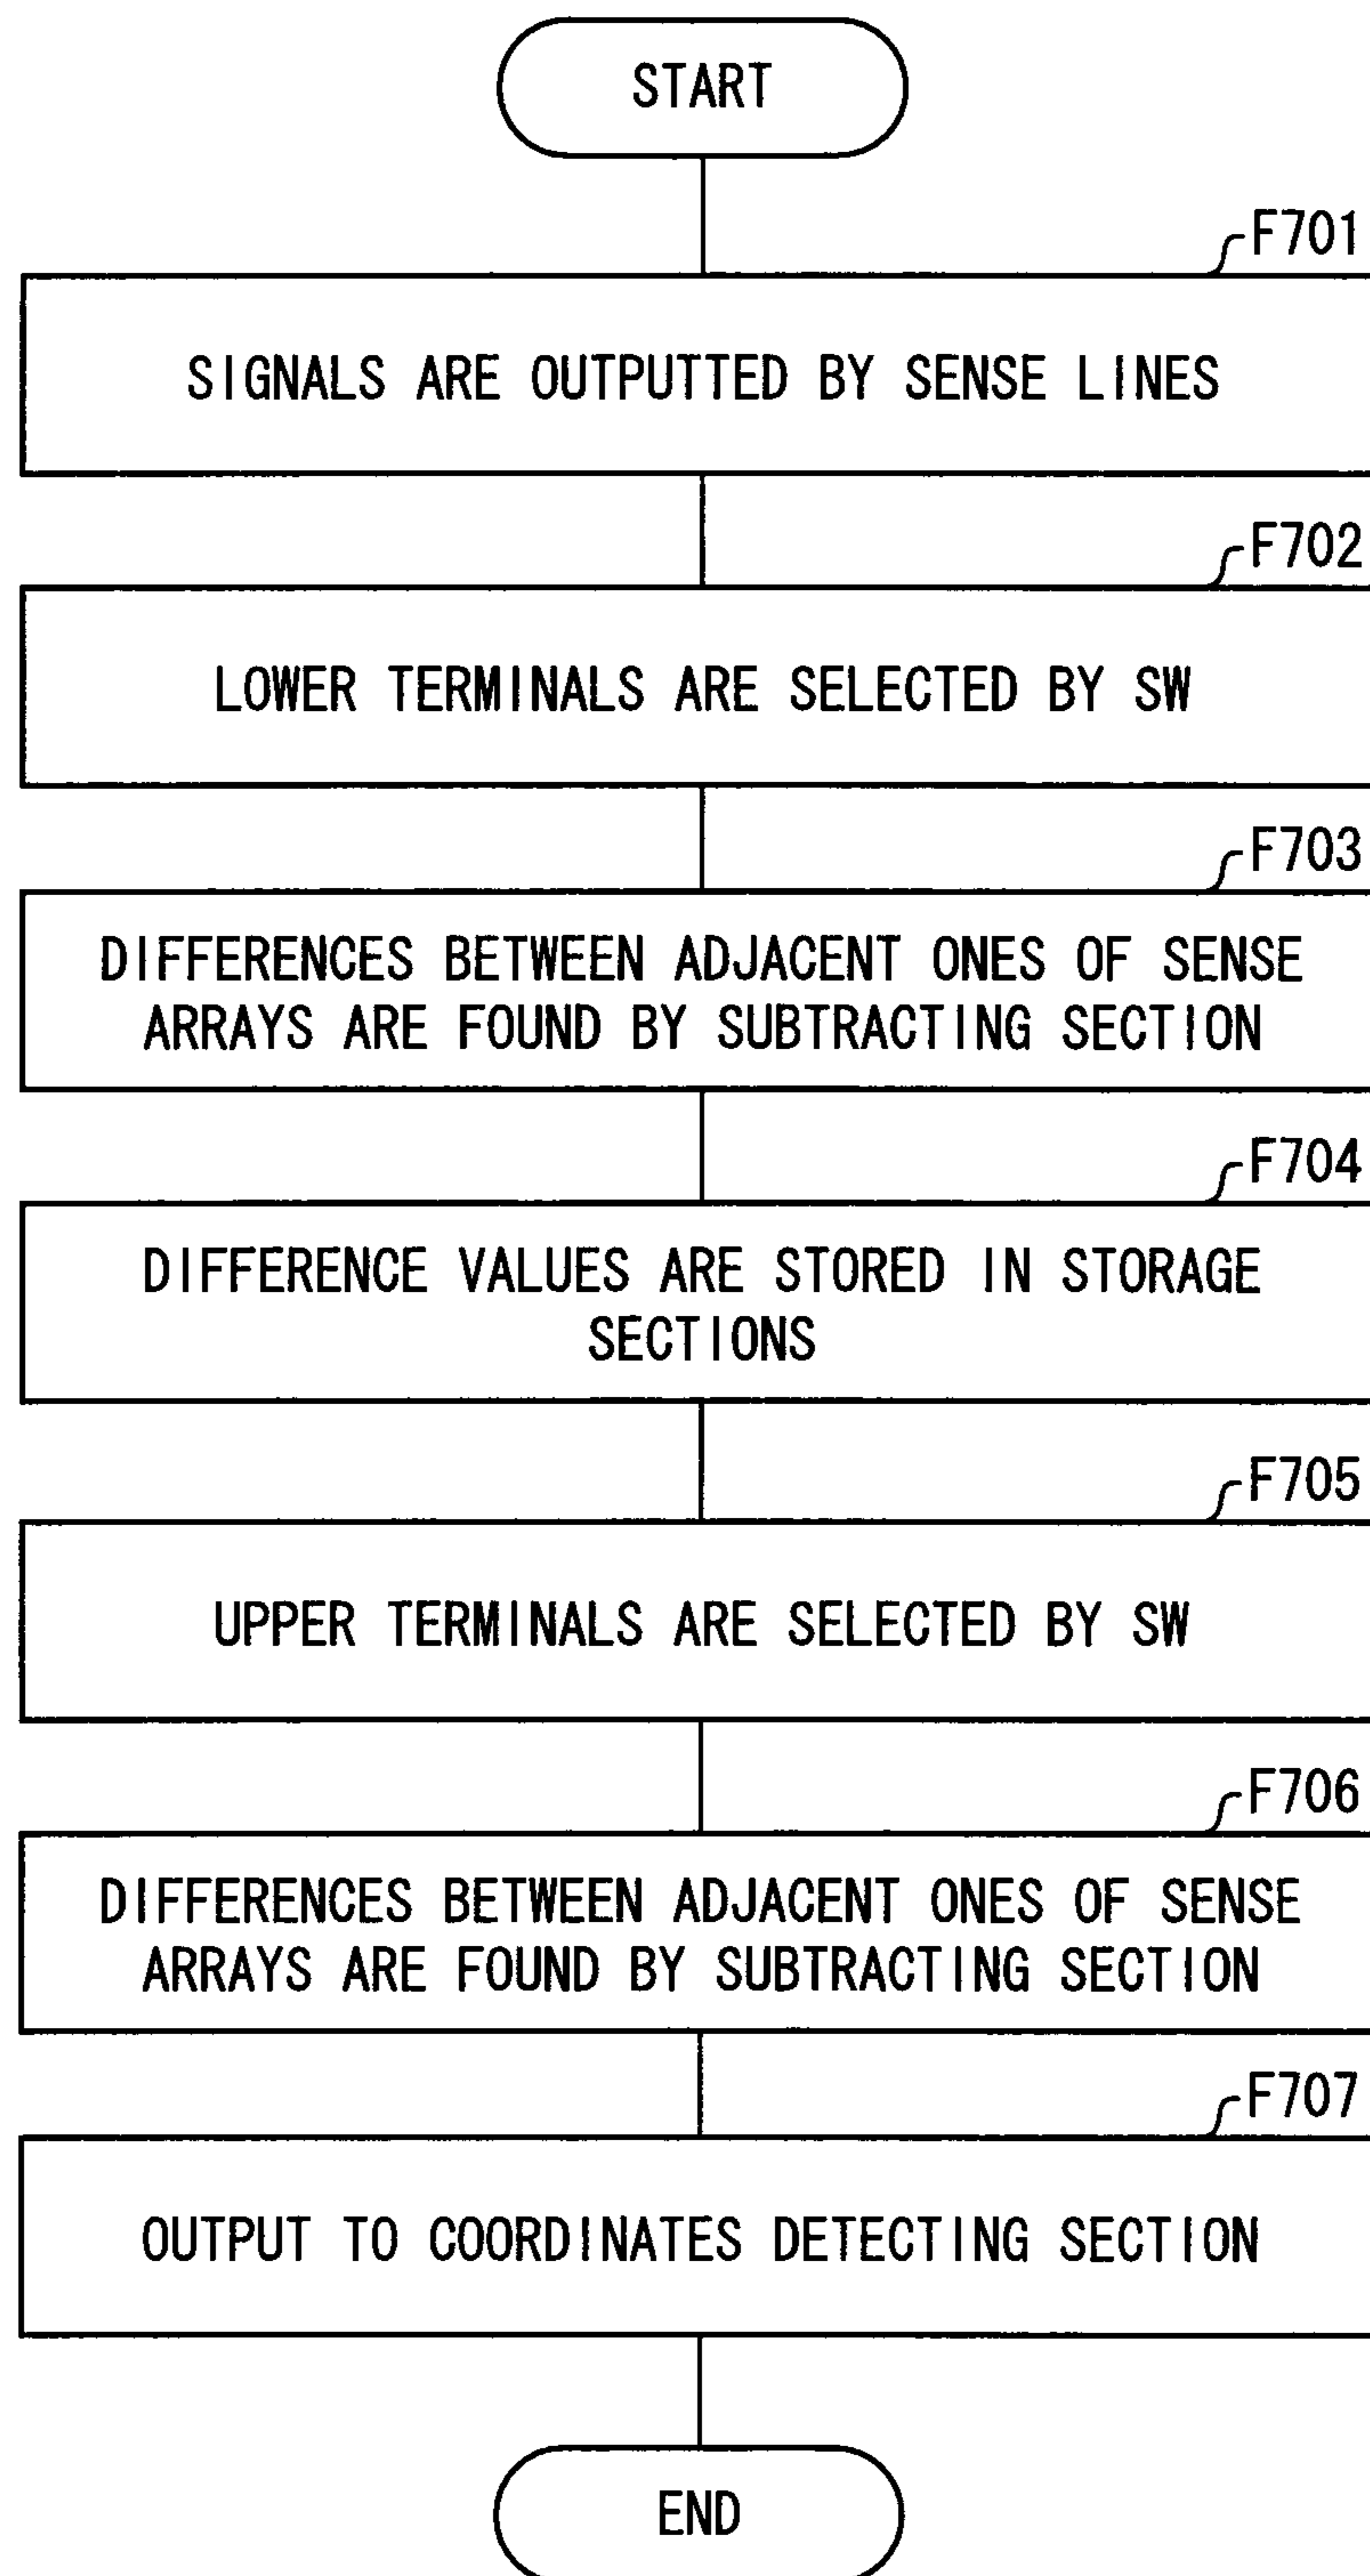 START
F701
SIGNALS ARE OUTPUTTED BY SENSE LINES
F702
LOWER TERMINALS ARE SELECTED BY SW
F703
DIFFERENCES BETWEEN ADJACENT ONES OF SENSE
ARRAYS ARE FOUND BY SUBTRACTING SECTION
F704
DIFFERENCE VALUES ARE STORED IN STORAGE
SECTIONS
F705
UPPER TERMINALS ARE SELECTED BY SW
F706
DIFFERENCES BETWEEN ADJACENT ONES OF SENSE
ARRAYS ARE FOUND BY SUBTRACTING SECTION
F707
OUTPUT TO COORDINATES DETECTING SECTION
END